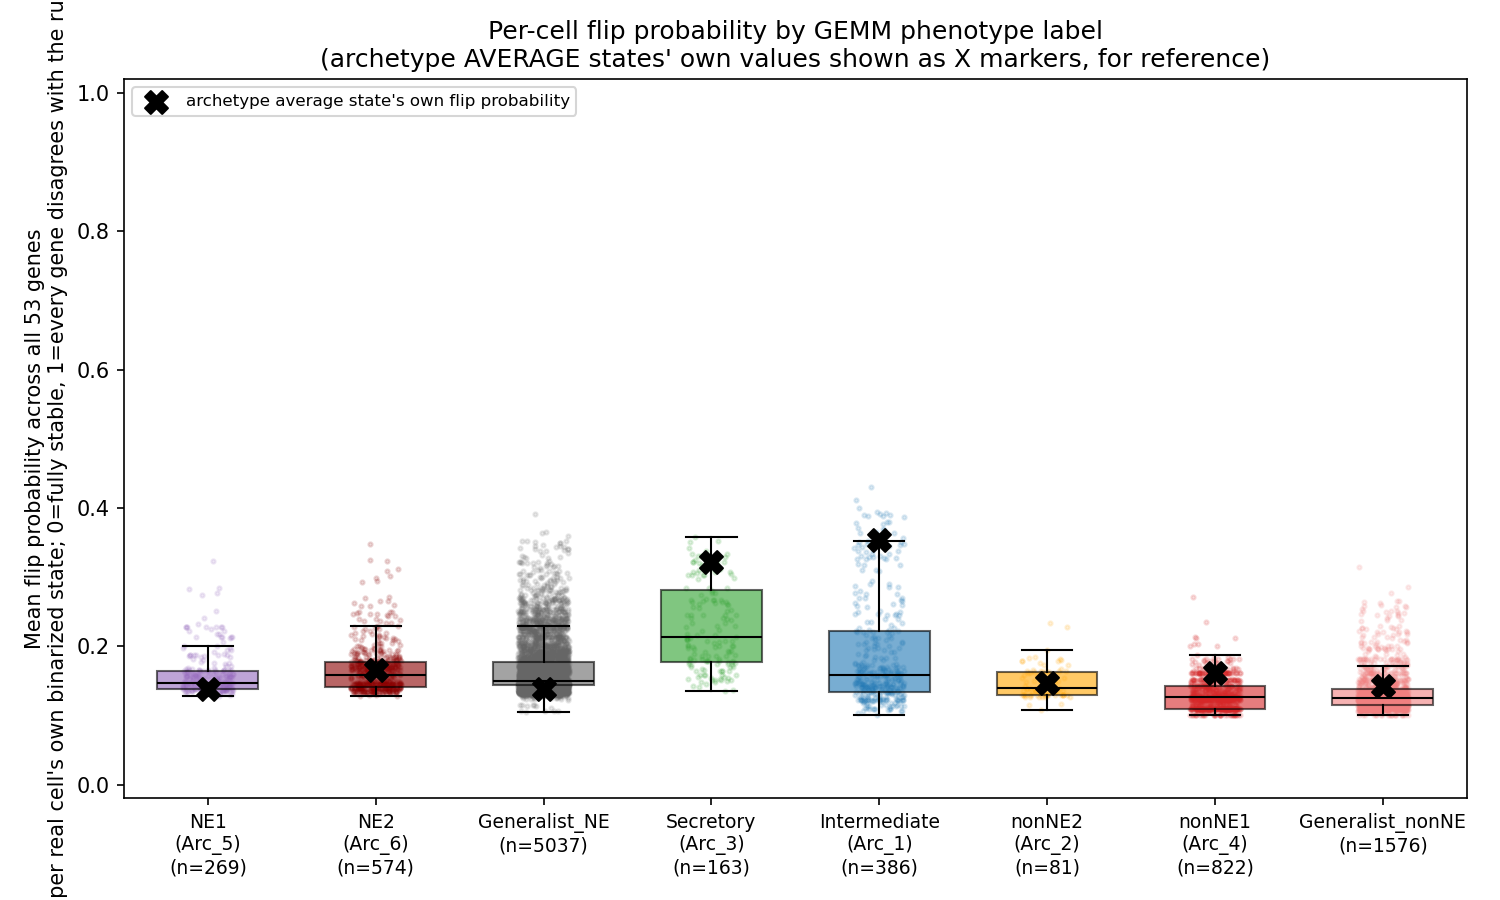 Per-cell flip probability by GEMM phenotype label
(archetype AVERAGE states' own values shown as X markers, for reference)
archetype average state's own flip probability
Mean flip probability across all 53 genes
per real cell's own binarized state; 0=fully stable, 1=every gene disagrees with the
1.0
0.8
0.6
0.4
0.2
0.0
NE1
(Arc_5)
(n=269)
NE2
(Arc_6)
(n=574)
Generalist_NE
(n=5037)
Secretory
(Arc_3)
(n=163)
Intermediate
(Arc_1)
(n=386)
nonNE2
(Arc_2)
(n=81)
nonNE1
(Arc_4)
(n=822)
Generalist_nonNE
(n=1576)